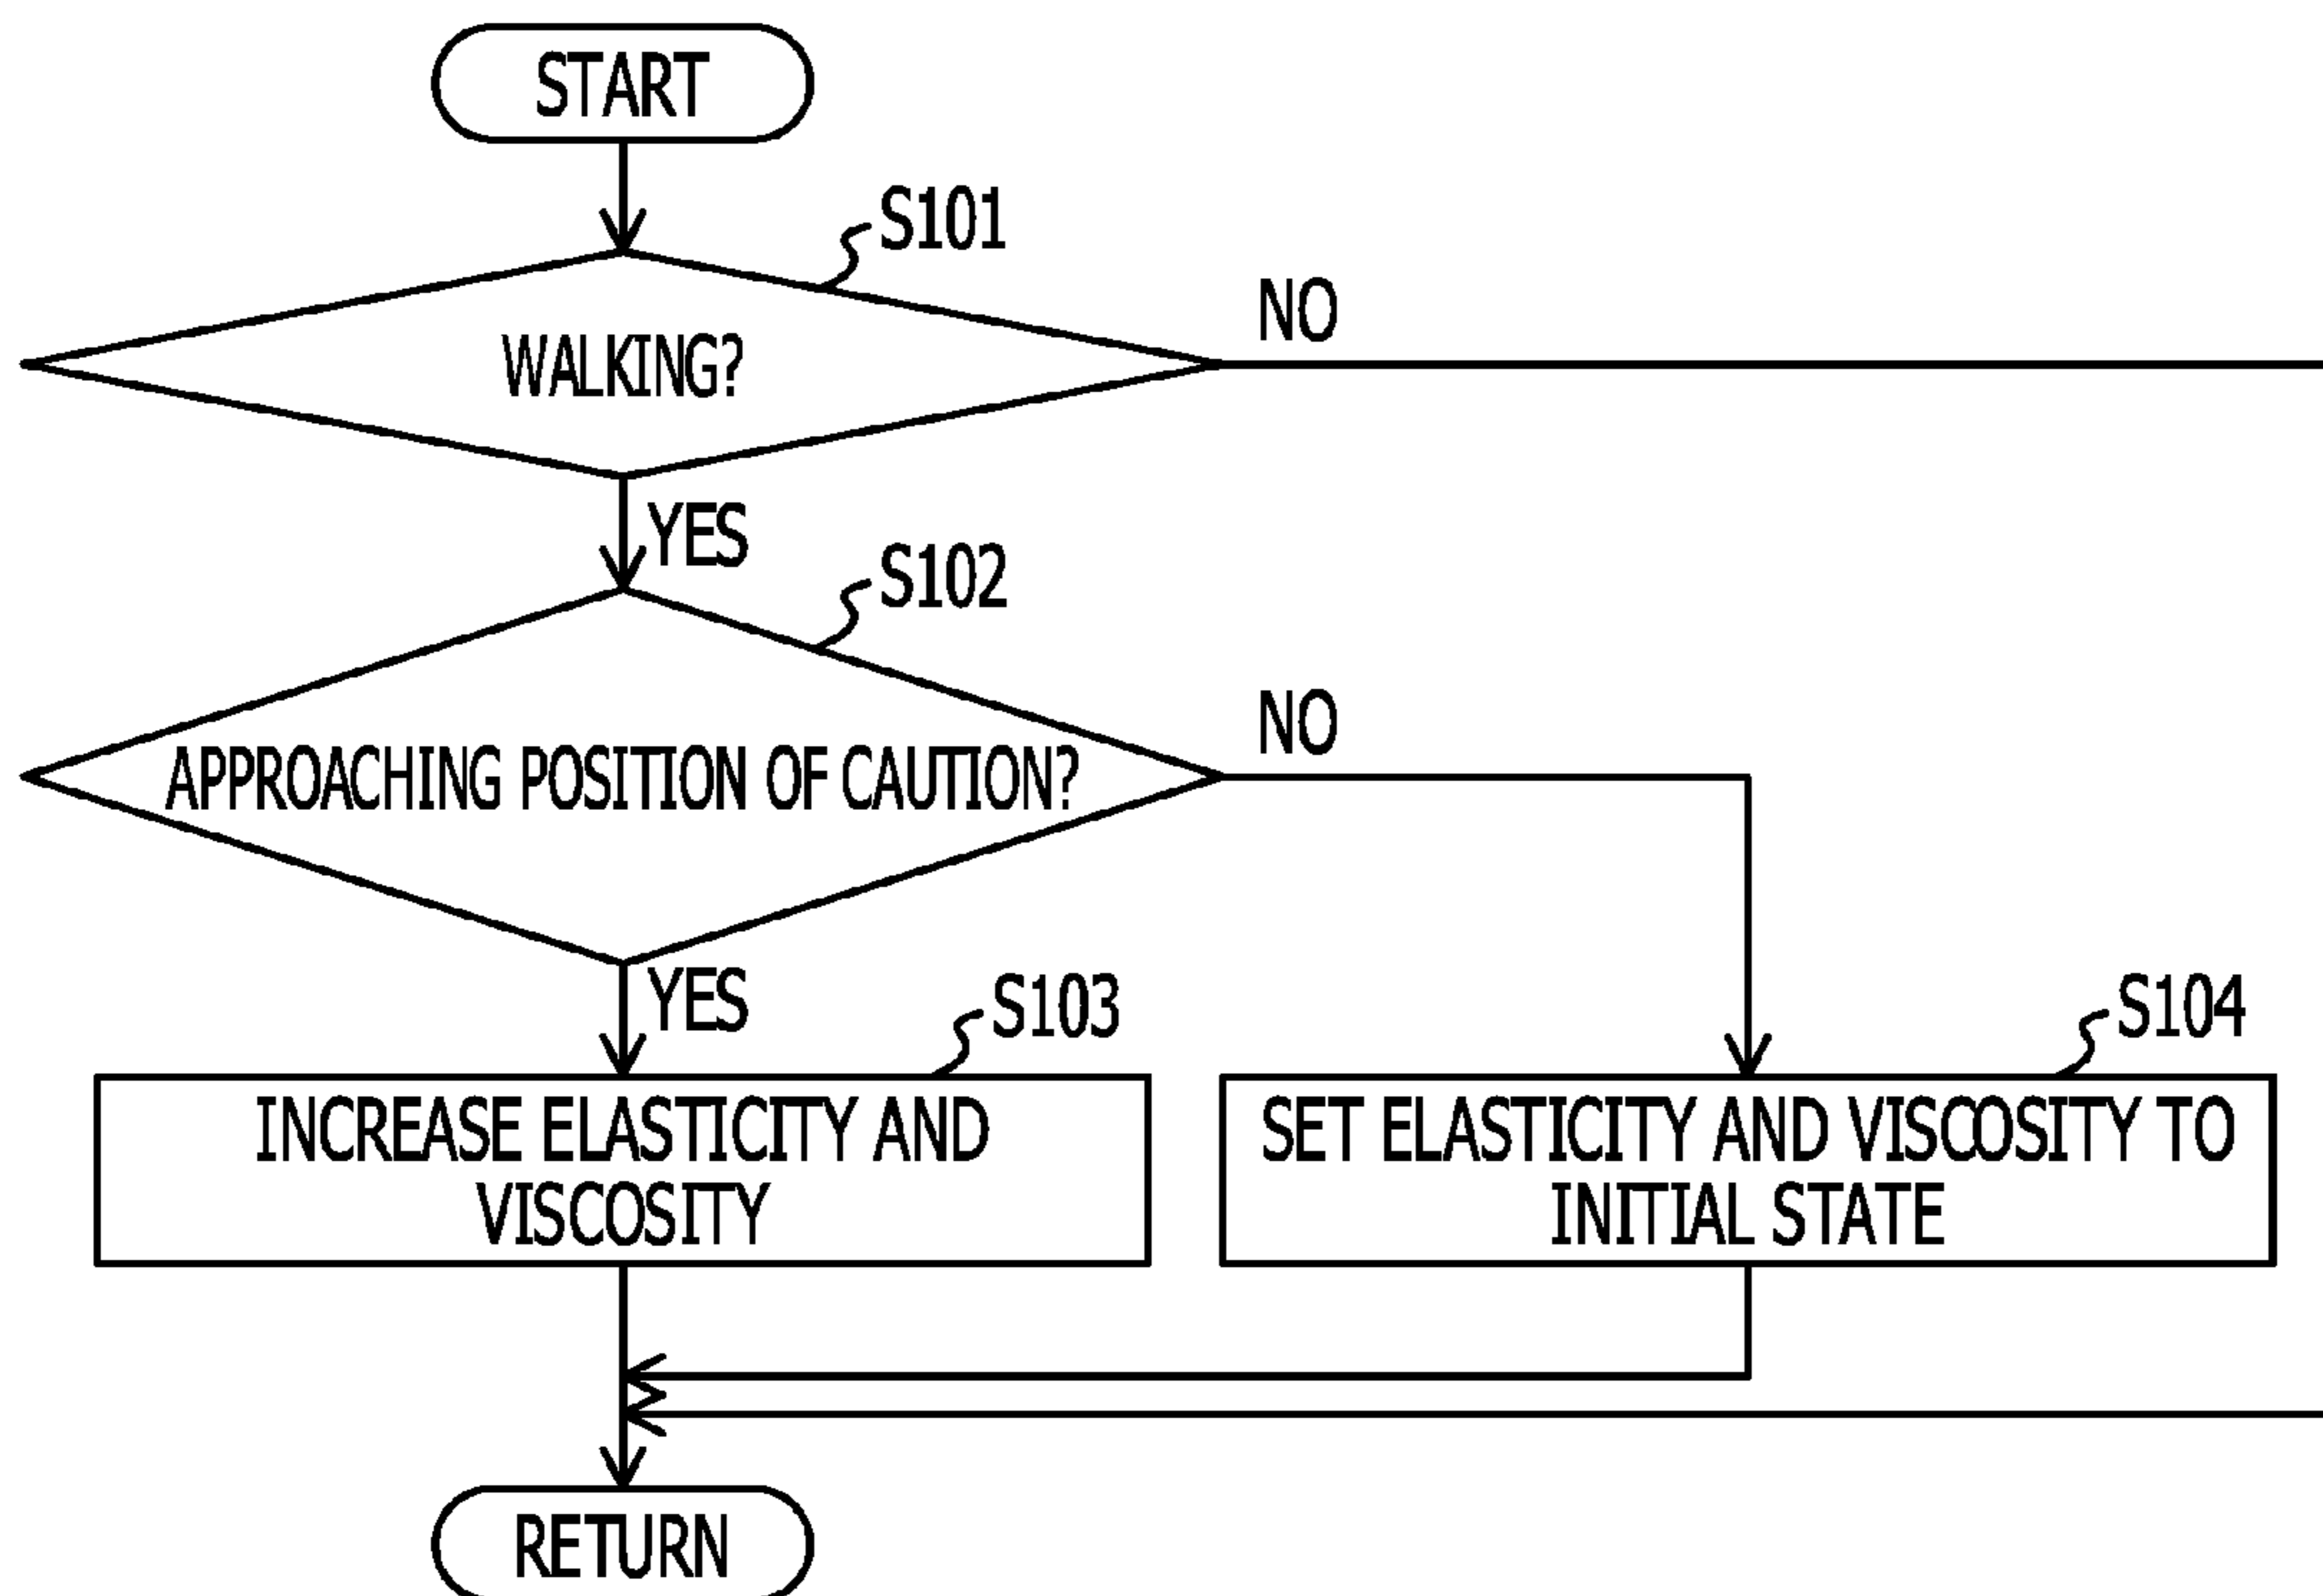 START
S101
NO
WALKING?
YES
S102
NO
APPROACHING POSITION OF CAUTION?
YES
S103
S104
INCREASE ELASTICITY AND
VISCOSITY
SET ELASTICITY AND VISCOSITY TO
INITIAL STATE
RETURN